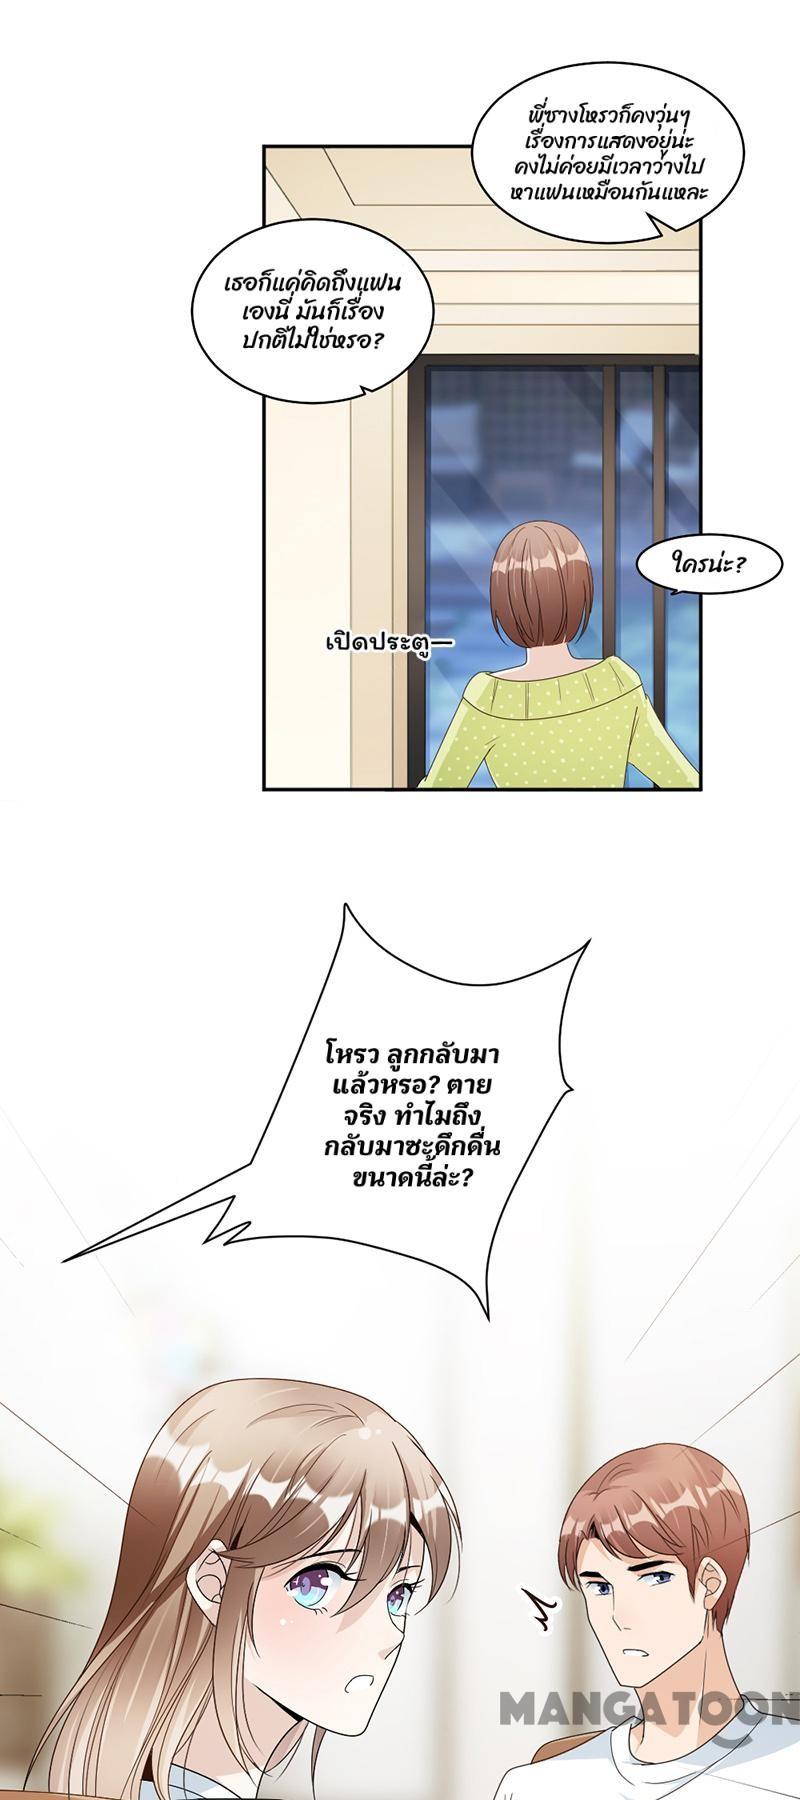 พี่ซางโหรวก็คงวุ่นๆ
เรื่องการแสดงอยู่น่ะ
คงไม่ค่อยมีเวลาว่างไป
หาแฟนเหมือนกันแหละ
เธอก็แค่คิดถึงแฟน
เองนี่ มันก็เรื่อง
ปกติไม่ใช่หรอ?
ใครน่ะ?
เปิดประตู—
โหรว ลูกกลับมา
แล้วหรอ? ตาย
จริง ทำไมถึง
กลับมาซะดึกดื่น
ขนาดนี้ล่ะ?
MANGATOON